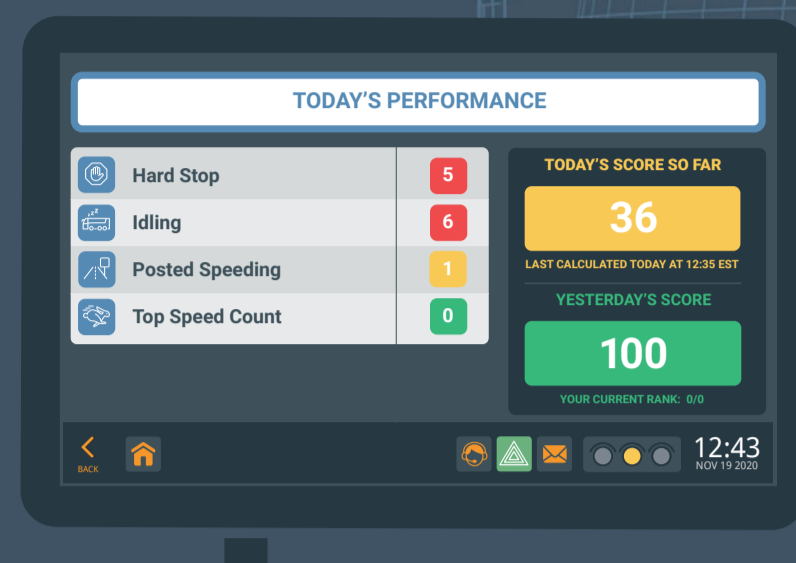 TODAY'S PERFORMANCE
Hard Stop 5
Idling 6
Posted Speeding 1
Top Speed Count 0
TODAY'S SCORE SO FAR
36
LAST CALCULATED TODAY AT 12:35 EST
YESTERDAY'S SCORE
100
YOUR CURRENT RANK: 0/0
BACK
12:43
NOV 19 2020